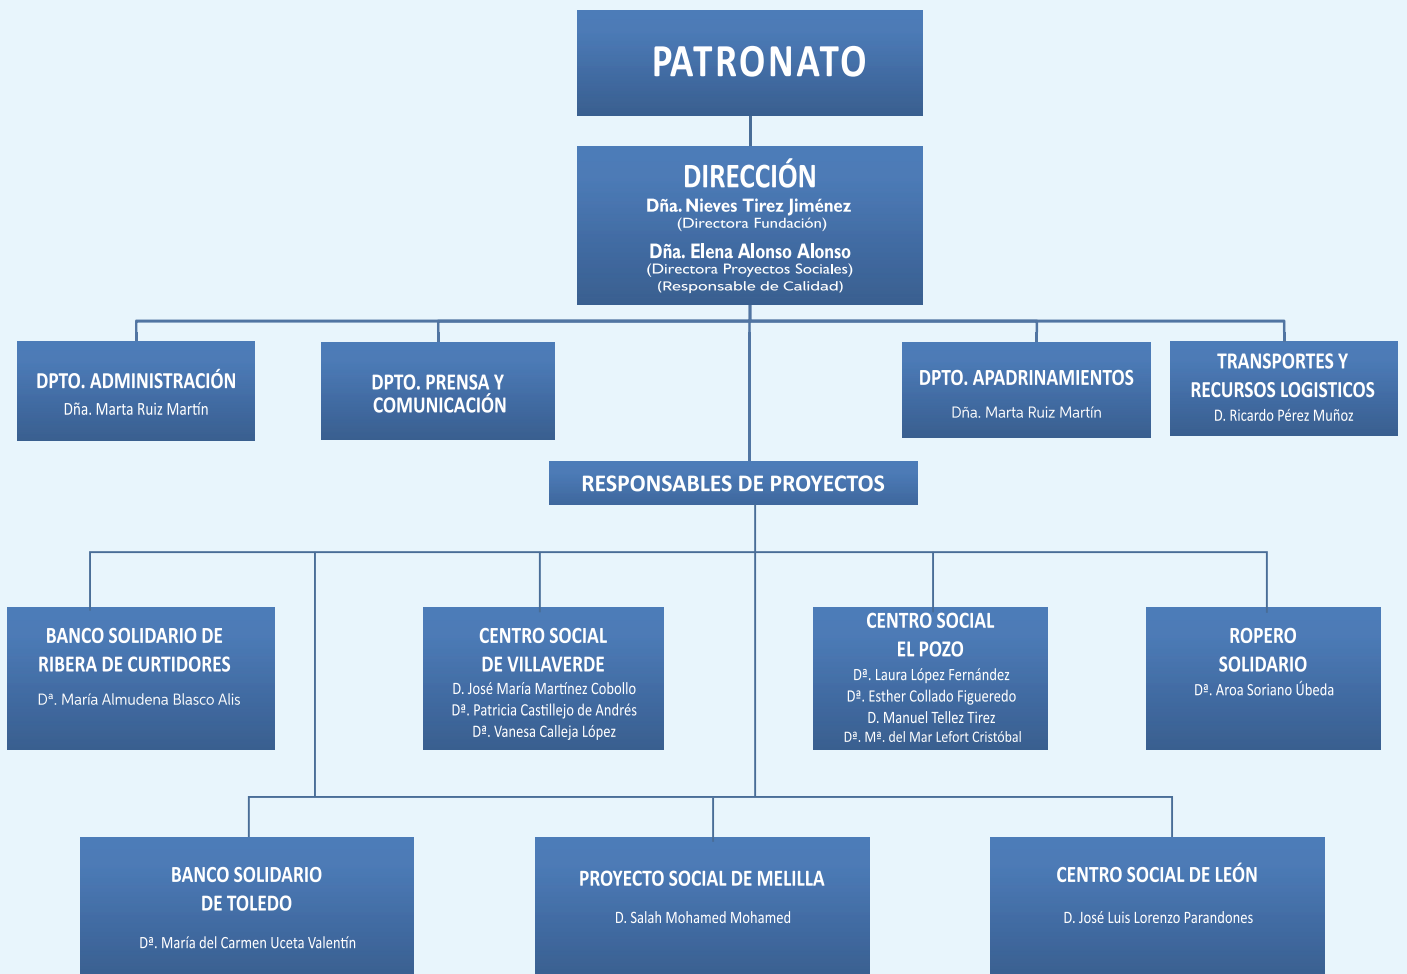 PATRONATO
DIRECCIÓN
Dña. Nieves Tirez Jiménez
(Directora Fundación)
Dña. Elena Alonso Alonso
(Directora Proyectos Sociales)
(Responsable de Calidad)
DPTO. ADMINISTRACIÓN
Dña. Marta Ruiz Martín
DPTO. PRENSA Y
COMUNICACIÓN
DPTO. APADRINAMIENTOS
Dña. Marta Ruiz Martín
TRANSPORTES Y
RECURSOS LOGISTICOS
D. Ricardo Pérez Muñoz
RESPONSABLES DE PROYECTOS
BANCO SOLIDARIO DE
RIBERA DE CURTIDORES
Dª. María Almudena Blasco Alis
CENTRO SOCIAL
DE VILLAVERDE
D. José María Martínez Cobollo
Dª. Patricia Castillejo de Andrés
Dª. Vanesa Calleja López
CENTRO SOCIAL
EL POZO
Dª. Laura López Fernández
Dª. Esther Collado Figueredo
D. Manuel Tellez Tirez
Dª. Mª. del Mar Lefort Cristóbal
ROPERO
SOLIDARIO
Dª. Aroa Soriano Úbeda
BANCO SOLIDARIO
DE TOLEDO
Dª. María del Carmen Uceta Valentín
PROYECTO SOCIAL DE MELILLA
D. Salah Mohamed Mohamed
CENTRO SOCIAL DE LEÓN
D. José Luis Lorenzo Parandones